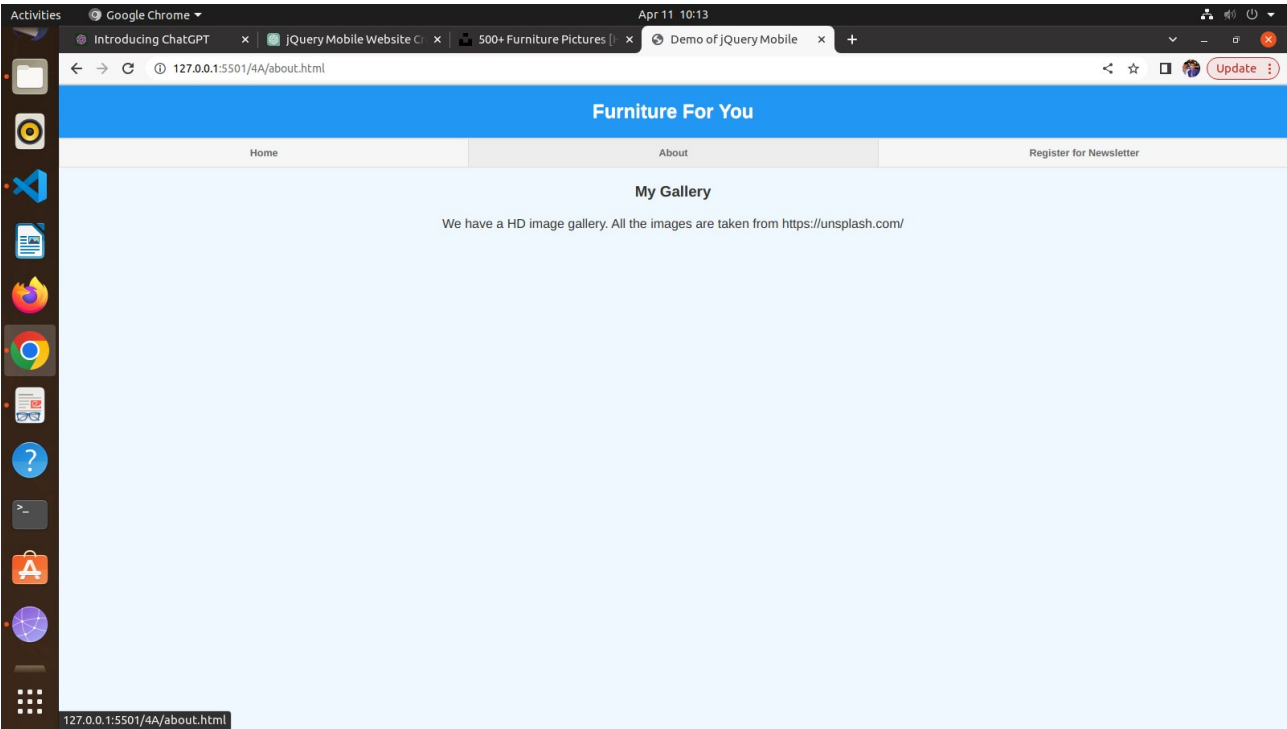 Activities Google Chrome Apr 11 10:13
Introducing ChatGPT jQuery Mobile Website Cr 500+ Furniture Pictures [H Demo of jQuery Mobile
127.0.0.1:5501/4A/about.html Update
Furniture For You
Home About Register for Newsletter
My Gallery
We have a HD image gallery. All the images are taken from https://unsplash.com/
127.0.0.1:5501/4A/about.html